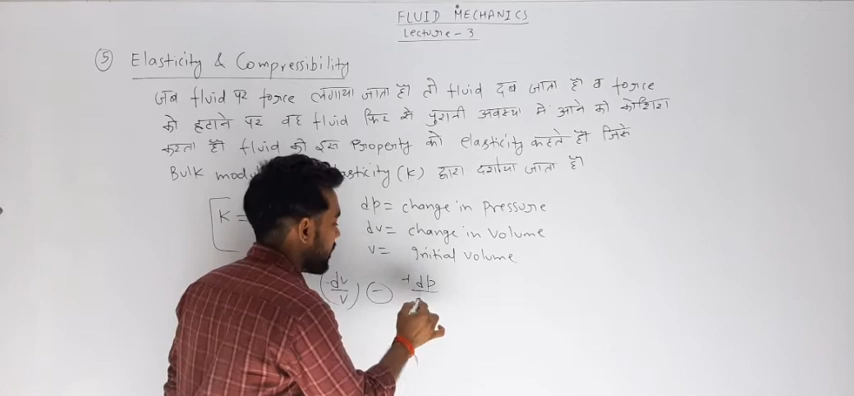 FLUID MECHANICS
Lecture-3
⑤ Elasticity & Compressibility
जब fluid पर force लगाया जाता है। तो fluid दब जाता है व force
को हटाने पर वह fluid फिर से पुरानी अवस्था में आने की कोशिश
करता है। fluid की इस Property को elasticity कहते हैं। जिसे
Bulk (K) द्वारा दर्शाया जाता है।
K = dp = change in Pressure
dv = change in Volume
v = Initial volume
(-dv/v) (-) +dp